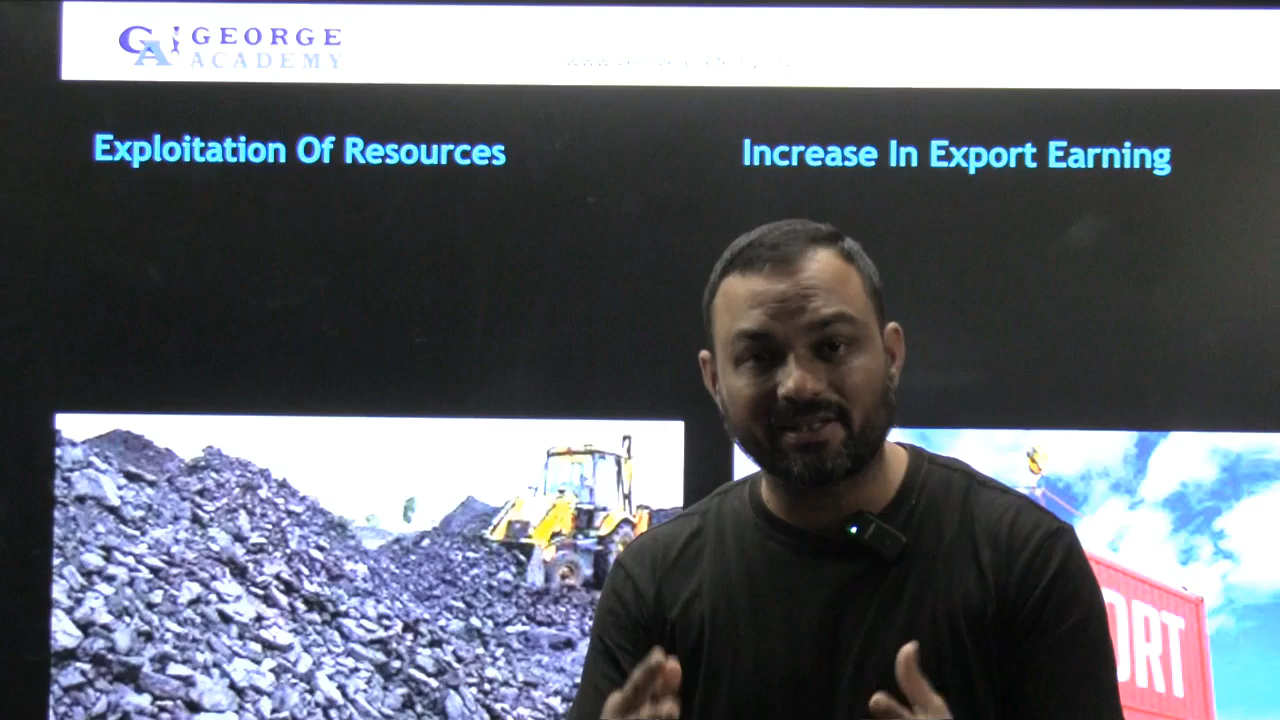 GEORGE
ACADEMY
Exploitation Of Resources
Increase In Export Earning
ORT